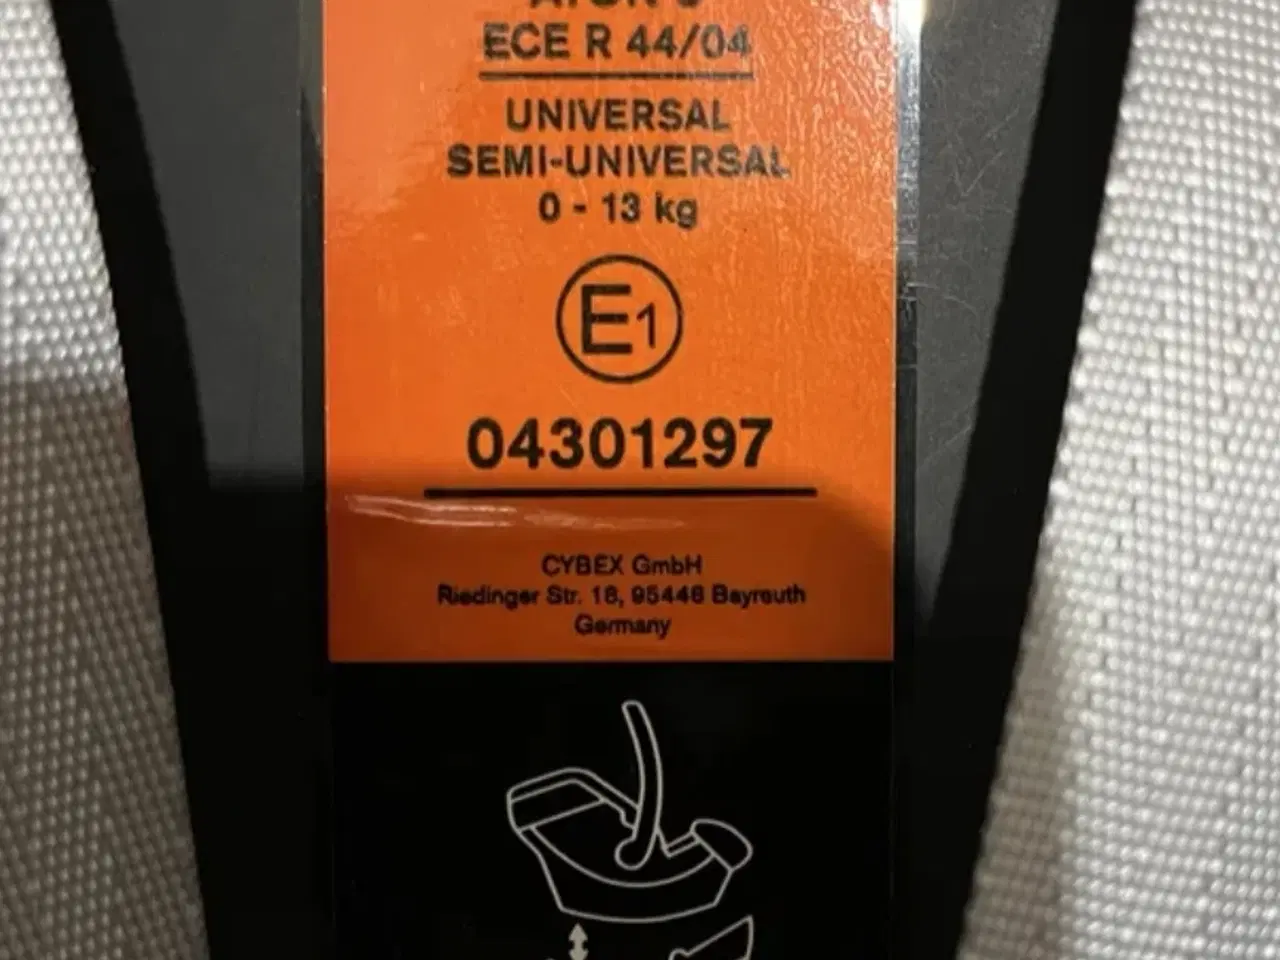 ECE R 44/04
UNIVERSAL
SEMI-UNIVERSAL
0 - 13 kg
E1
04301297
CYBEX GmbH
Riedinger Str. 18, 95448 Bayreuth
Germany